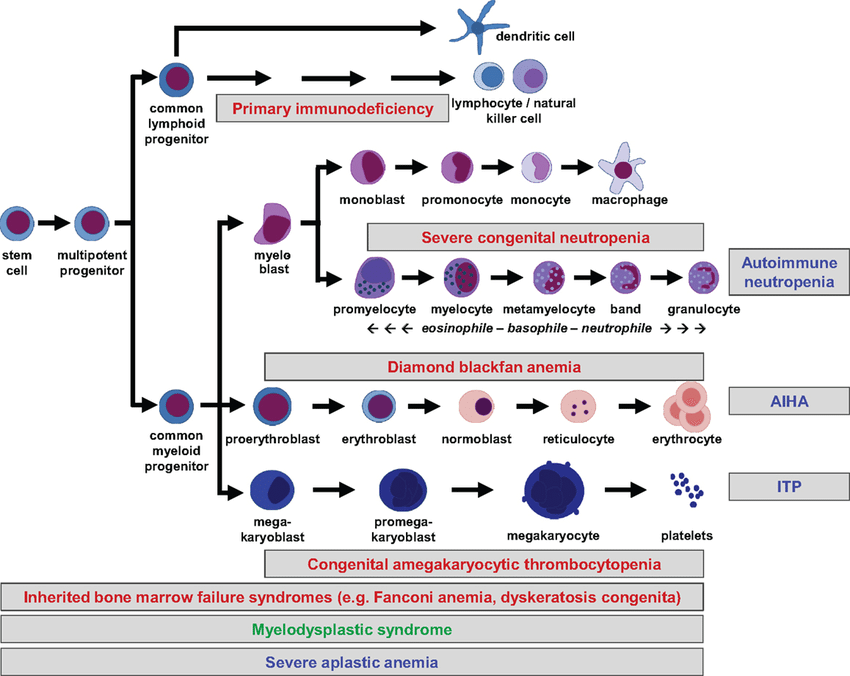 dendritic cell
common
lymphoid
progenitor
Primary immunodeficiency
lymphocyte / natural
killer cell
monoblast
promonocyte
monocyte
macrophage
stem
cell
multipotent
progenitor
myelo
blast
Severe congenital neutropenia
Autoimmune
neutropenia
promyelocyte
myelocyte
metamyelocyte
band
granulocyte
← ← ← eosinophile – basophile – neutrophile → → →
Diamond blackfan anemia
AIHA
common
myeloid
progenitor
proerythroblast
erythroblast
normoblast
reticulocyte
erythrocyte
ITP
mega-
karyoblast
promega-
karyoblast
megakaryocyte
platelets
Congenital amegakaryocytic thrombocytopenia
Inherited bone marrow failure syndromes (e.g. Fanconi anemia, dyskeratosis congenita)
Myelodysplastic syndrome
Severe aplastic anemia